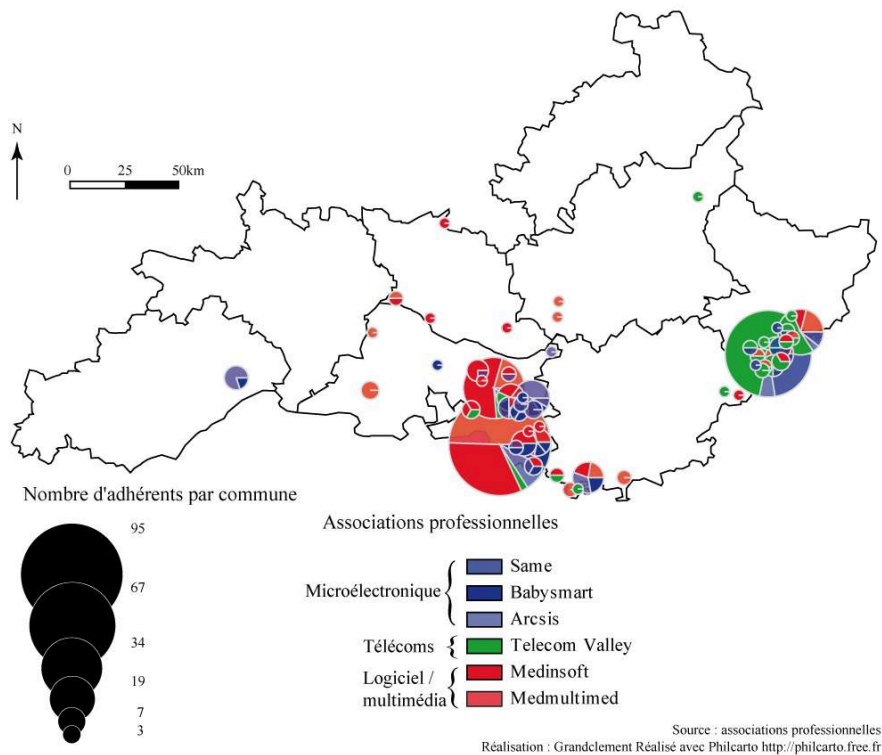 N
0 25 50km
Nombre d'adhérents par commune
95
67
34
19
7
3
Associations professionnelles
Microélectronique
Same
Babysmart
Arcsis
Télécoms
Telecom Valley
Logiciel /
multimédia
Medinsoft
Medmultimed
Source : associations professionnelles
Réalisation : Grandclement Réalisé avec Philcarto http://philcarto.free.fr